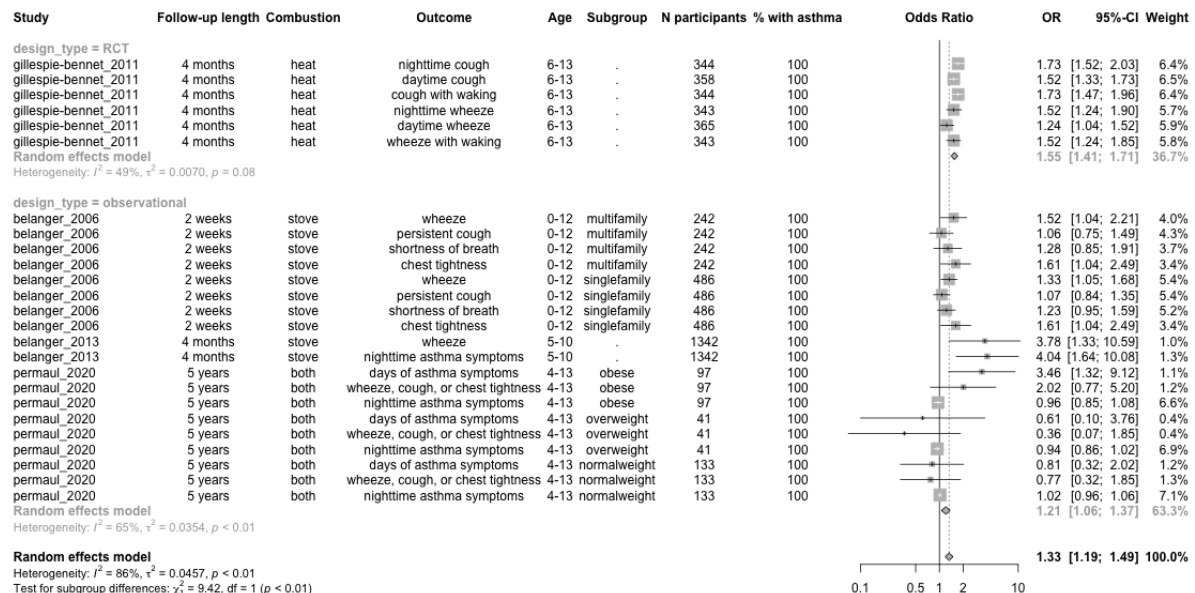 Study Follow-up length Combustion Outcome Age Subgroup N participants % with asthma Odds Ratio OR 95%-CI Weight
design_type = RCT
gillespie-bennet_2011 4 months heat nighttime cough 6-13 . 344 100 1.73 [1.52; 2.03] 6.4%
gillespie-bennet_2011 4 months heat daytime cough 6-13 . 358 100 1.52 [1.33; 1.73] 6.5%
gillespie-bennet_2011 4 months heat cough with waking 6-13 . 344 100 1.73 [1.47; 1.96] 6.4%
gillespie-bennet_2011 4 months heat nighttime wheeze 6-13 . 343 100 1.52 [1.24; 1.90] 5.7%
gillespie-bennet_2011 4 months heat daytime wheeze 6-13 . 365 100 1.24 [1.04; 1.52] 5.9%
gillespie-bennet_2011 4 months heat wheeze with waking 6-13 . 343 100 1.52 [1.24; 1.85] 5.8%
Random effects model 1.55 [1.41; 1.71] 36.7%
Heterogeneity: I² = 49%, τ² = 0.0070, p = 0.08
design_type = observational
belanger_2006 2 weeks stove wheeze 0-12 multifamily 242 100 1.52 [1.04; 2.21] 4.0%
belanger_2006 2 weeks stove persistent cough 0-12 multifamily 242 100 1.06 [0.75; 1.49] 4.3%
belanger_2006 2 weeks stove shortness of breath 0-12 multifamily 242 100 1.28 [0.85; 1.91] 3.7%
belanger_2006 2 weeks stove chest tightness 0-12 multifamily 242 100 1.61 [1.04; 2.49] 3.4%
belanger_2006 2 weeks stove wheeze 0-12 singlefamily 486 100 1.33 [1.05; 1.68] 5.4%
belanger_2006 2 weeks stove persistent cough 0-12 singlefamily 486 100 1.07 [0.84; 1.35] 5.4%
belanger_2006 2 weeks stove shortness of breath 0-12 singlefamily 486 100 1.23 [0.95; 1.59] 5.2%
belanger_2006 2 weeks stove chest tightness 0-12 singlefamily 486 100 1.61 [1.04; 2.49] 3.4%
belanger_2013 4 months stove wheeze 5-10 . 1342 100 3.78 [1.33; 10.59] 1.0%
belanger_2013 4 months stove nighttime asthma symptoms 5-10 . 1342 100 4.04 [1.64; 10.08] 1.3%
permaul_2020 5 years both days of asthma symptoms 4-13 obese 97 100 3.46 [1.32; 9.12] 1.1%
permaul_2020 5 years both wheeze, cough, or chest tightness 4-13 obese 97 100 2.02 [0.77; 5.20] 1.2%
permaul_2020 5 years both nighttime asthma symptoms 4-13 obese 97 100 0.96 [0.85; 1.08] 6.6%
permaul_2020 5 years both days of asthma symptoms 4-13 overweight 41 100 0.61 [0.10; 3.76] 0.4%
permaul_2020 5 years both wheeze, cough, or chest tightness 4-13 overweight 41 100 0.36 [0.07; 1.85] 0.4%
permaul_2020 5 years both nighttime asthma symptoms 4-13 overweight 41 100 0.94 [0.86; 1.02] 6.9%
permaul_2020 5 years both days of asthma symptoms 4-13 normalweight 133 100 0.81 [0.32; 2.02] 1.2%
permaul_2020 5 years both wheeze, cough, or chest tightness 4-13 normalweight 133 100 0.77 [0.32; 1.85] 1.3%
permaul_2020 5 years both nighttime asthma symptoms 4-13 normalweight 133 100 1.02 [0.96; 1.06] 7.1%
Random effects model 1.21 [1.06; 1.37] 63.3%
Heterogeneity: I² = 65%, τ² = 0.0354, p < 0.01
Random effects model 1.33 [1.19; 1.49] 100.0%
Heterogeneity: I² = 86%, τ² = 0.0457, p < 0.01
Test for subgroup differences: χ²₁ = 9.42, df = 1 (p < 0.01)
0.1 0.5 1 2 10